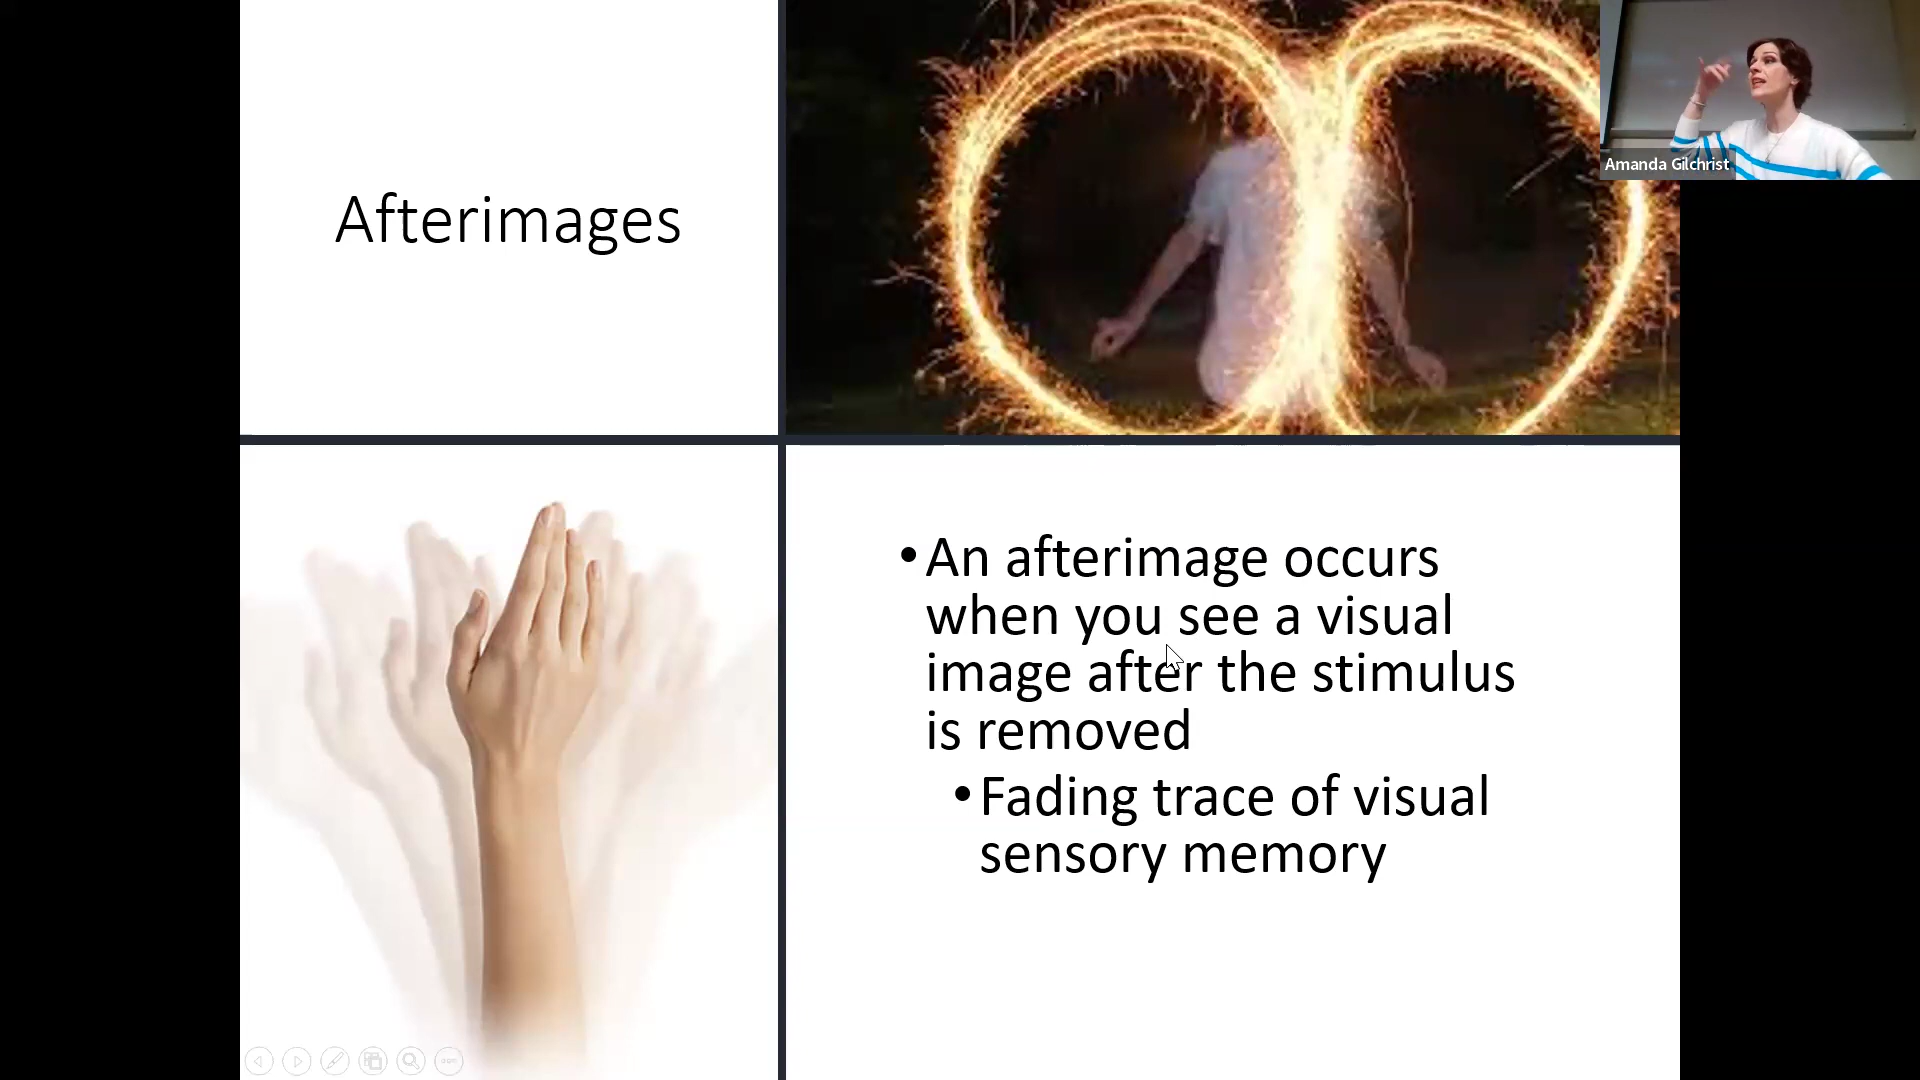 Afterimages
Amanda Gilchrist
•An afterimage occurs
when you see a visual
image after the stimulus
is removed
•Fading trace of visual
sensory memory